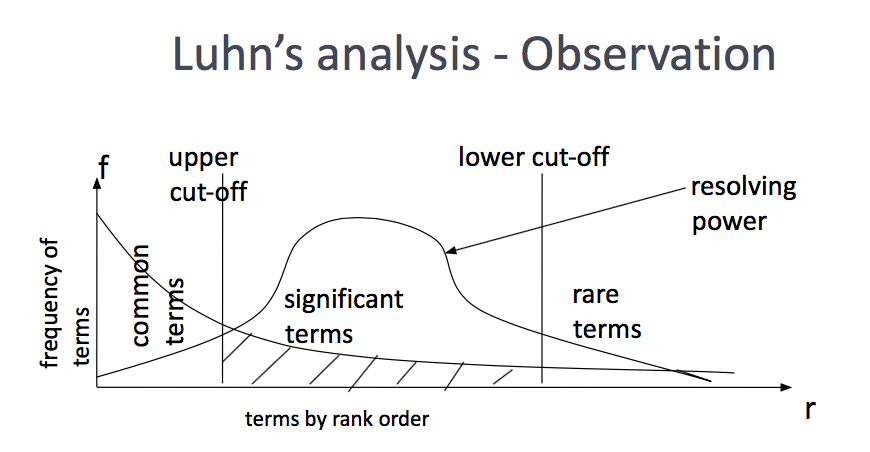 Luhn’s analysis - Observation
f
upper
cut-off
lower cut-off
resolving
power
frequency of
terms
common
terms
significant
terms
rare
terms
terms by rank order
r